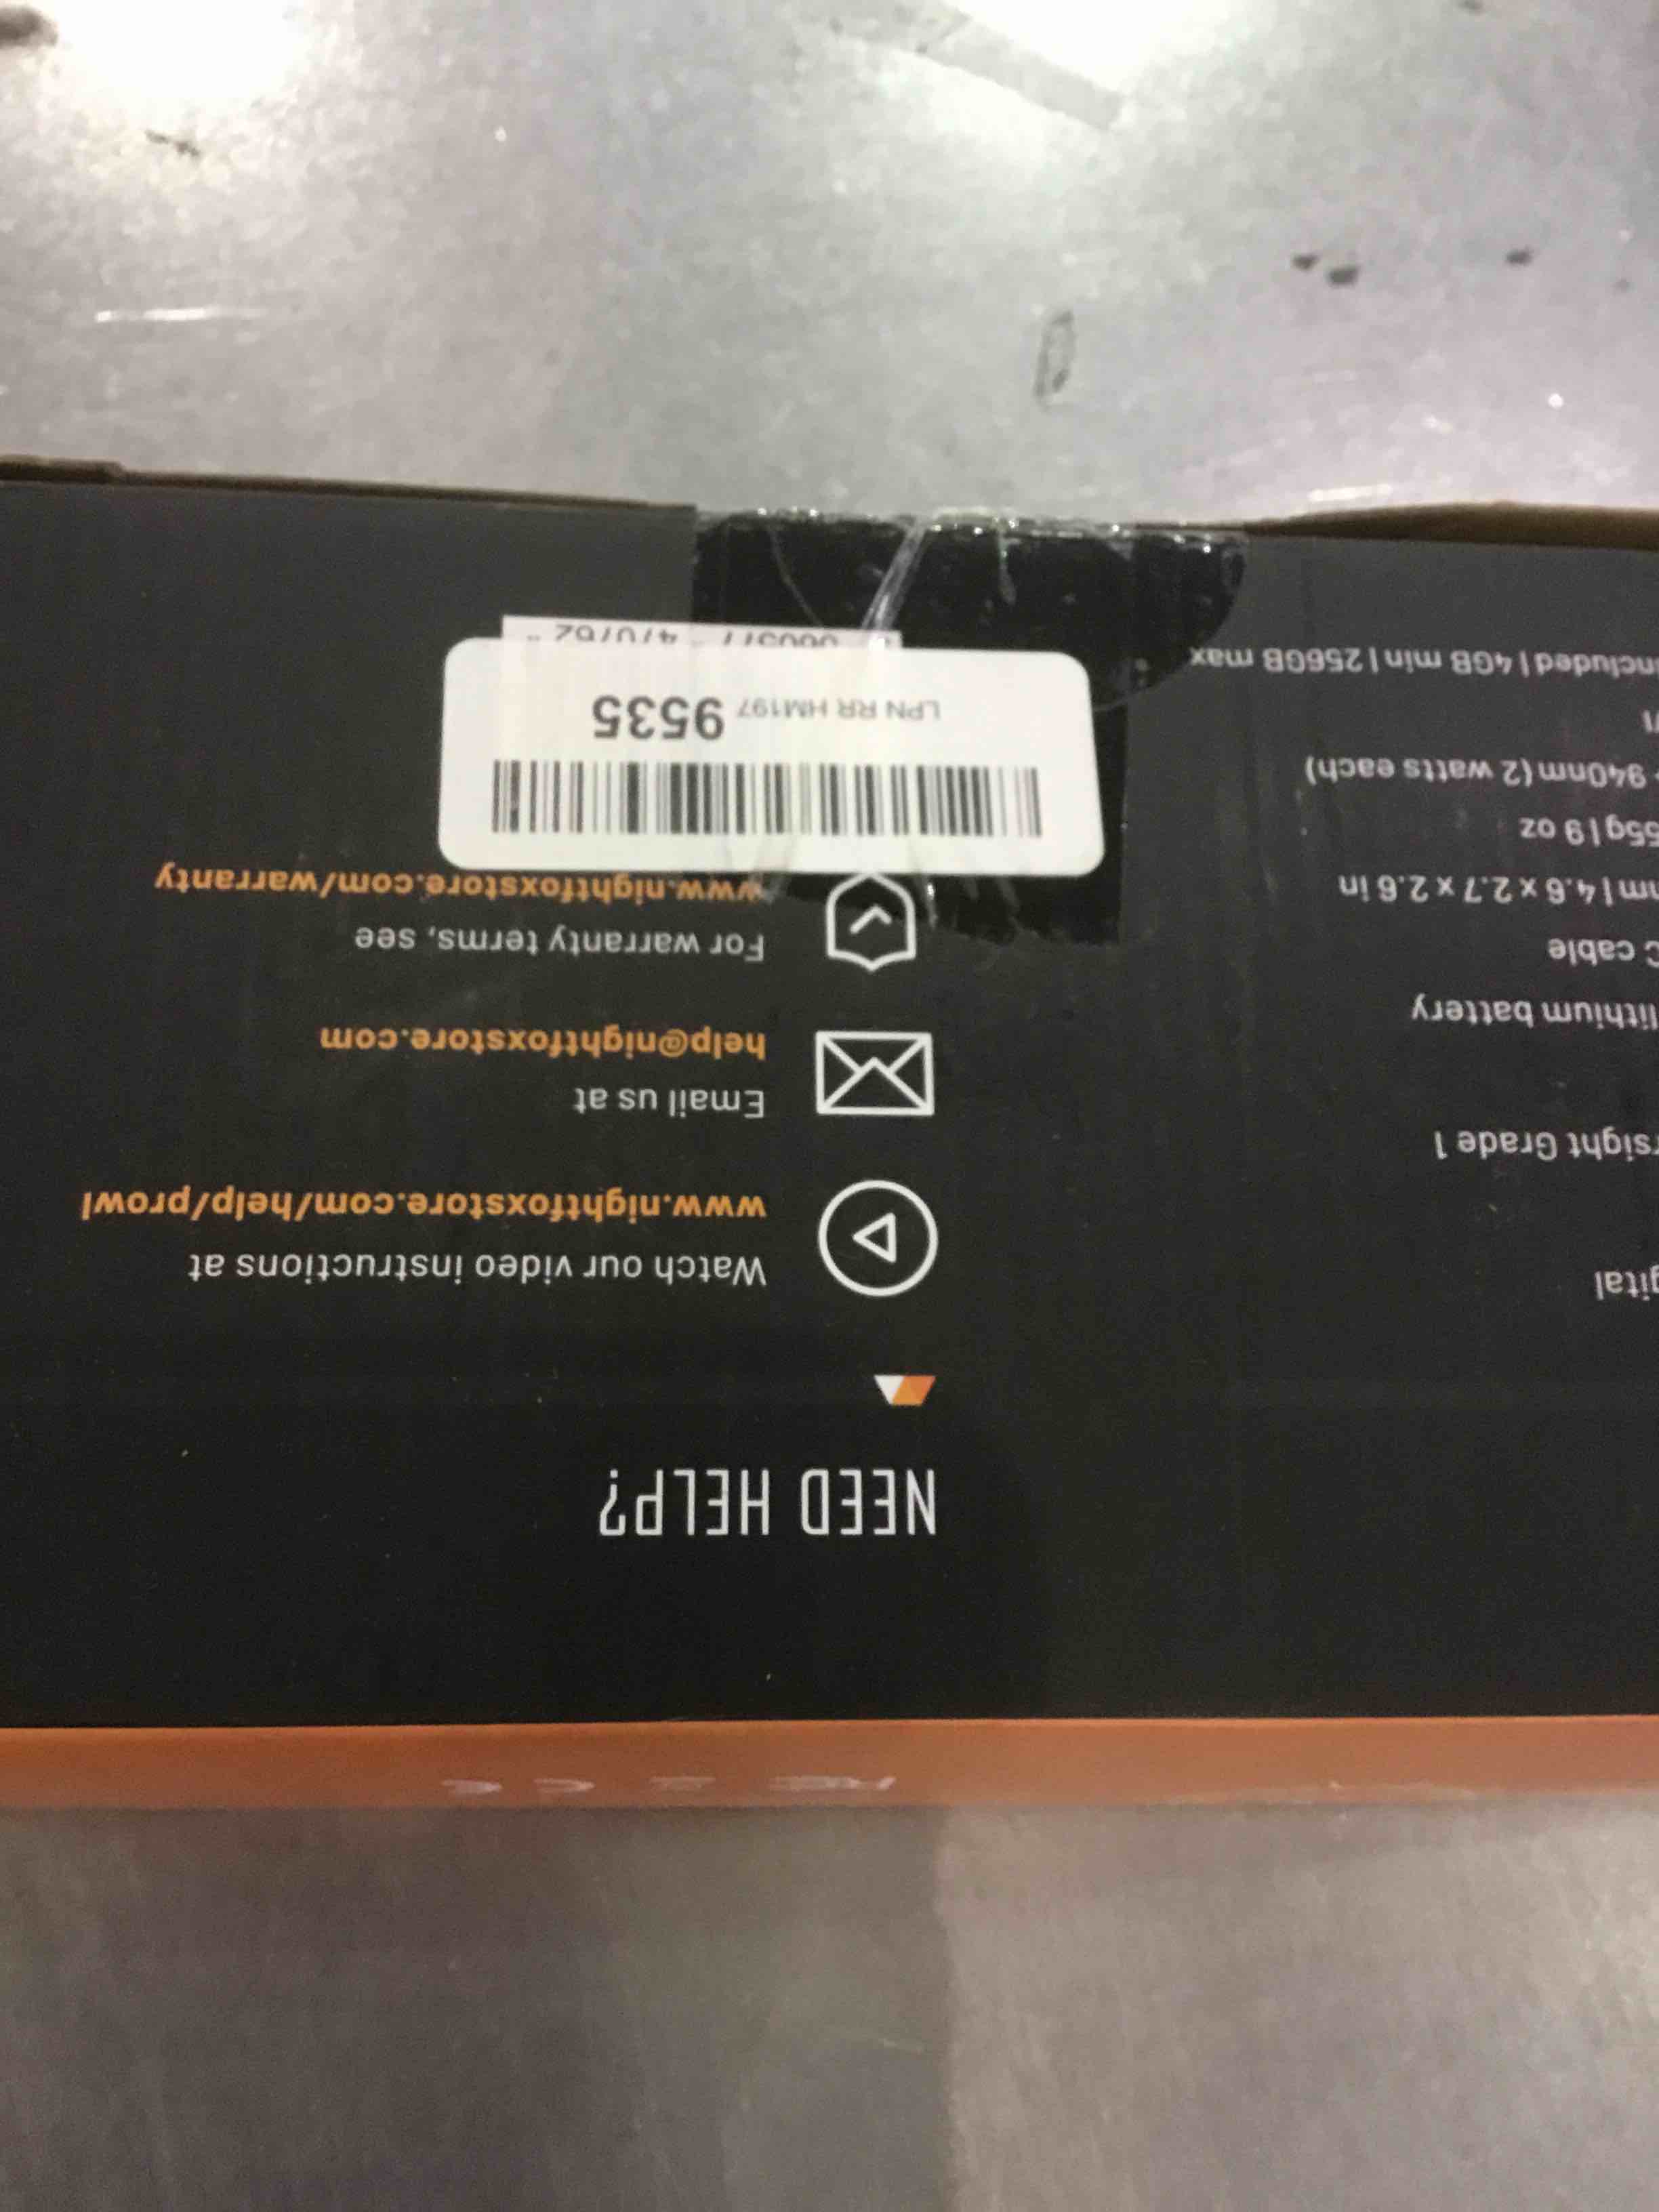 NEED HELP?
Watch our video instructions at
www.nightfoxstore.com/help/prowl
Email us at
help@nightfoxstore.com
For warranty terms, see
www.nightfoxstore.com/warranty
LPN RR HM197 9535
470762
Grade 1
battery
cable
4.6 x 2.7 x 2.6 in
9 oz
940nm (2 watts each)
| 4GB min | 256GB max